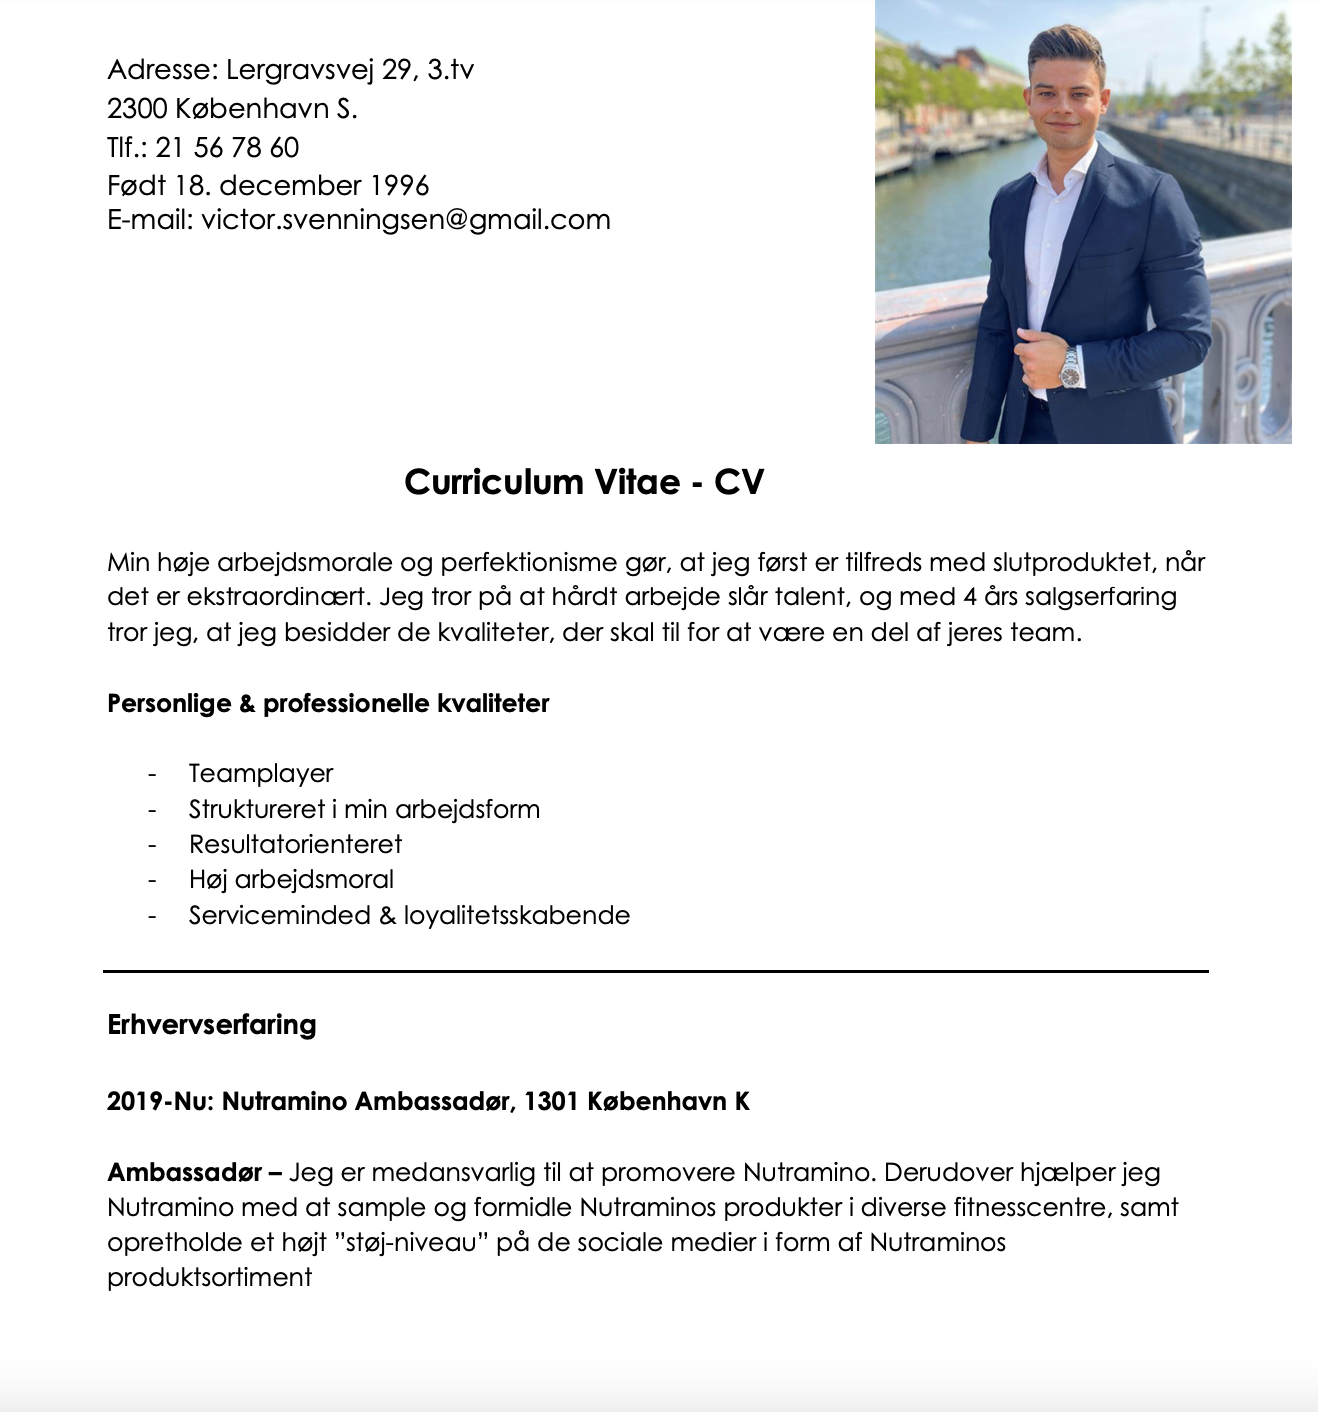 Adresse: Lergravsvej 29, 3.tv
2300 København S.
Tlf.: 21 56 78 60
Født 18. december 1996
E-mail: victor.svenningsen@gmail.com
Curriculum Vitae - CV
Min høje arbejdsmorale og perfektionisme gør, at jeg først er tilfreds med slutproduktet, når
det er ekstraordinært. Jeg tror på at hårdt arbejde slår talent, og med 4 års salgserfaring
tror jeg, at jeg besidder de kvaliteter, der skal til for at være en del af jeres team.
Personlige & professionelle kvaliteter
- Teamplayer
- Struktureret i min arbejdsform
- Resultatorienteret
- Høj arbejdsmoral
- Serviceminded & loyalitetsskabende
Erhvervserfaring
2019-Nu: Nutramino Ambassadør, 1301 København K
Ambassadør – Jeg er medansvarlig til at promovere Nutramino. Derudover hjælper jeg
Nutramino med at sample og formidle Nutraminos produkter i diverse fitnesscentre, samt
opretholde et højt ”støj-niveau” på de sociale medier i form af Nutraminos
produktsortiment